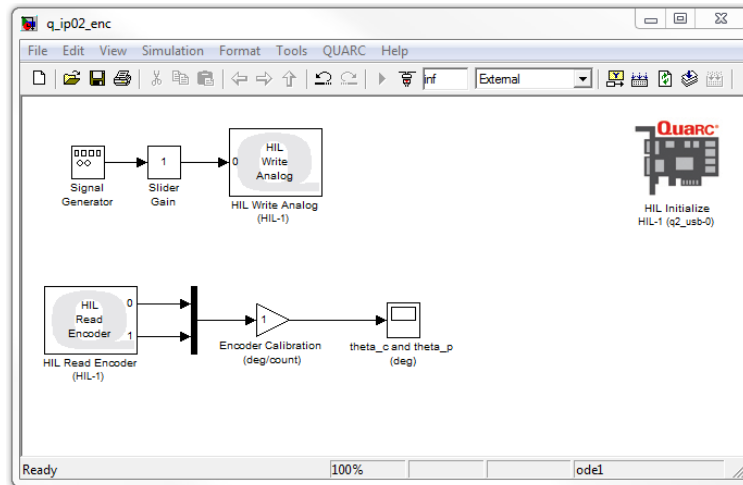 q_ip02_enc
File Edit View Simulation Format Tools QUARC Help
inf External
HIL
Write
Analog
0
Signal
Generator
1
Slider
Gain
HIL Write Analog
(HIL-1)
QUARC
HIL Initialize
HIL-1 (q2_usb-0)
HIL
Read
Encoder
0
1
HIL Read Encoder
(HIL-1)
1
Encoder Calibration
(deg/count)
theta_c and theta_p
(deg)
Ready 100% ode1